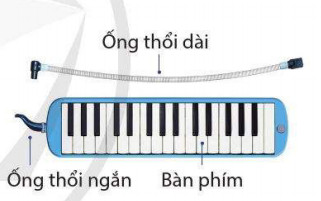 Ống thổi dài
Ống thổi ngắn
Bàn phím